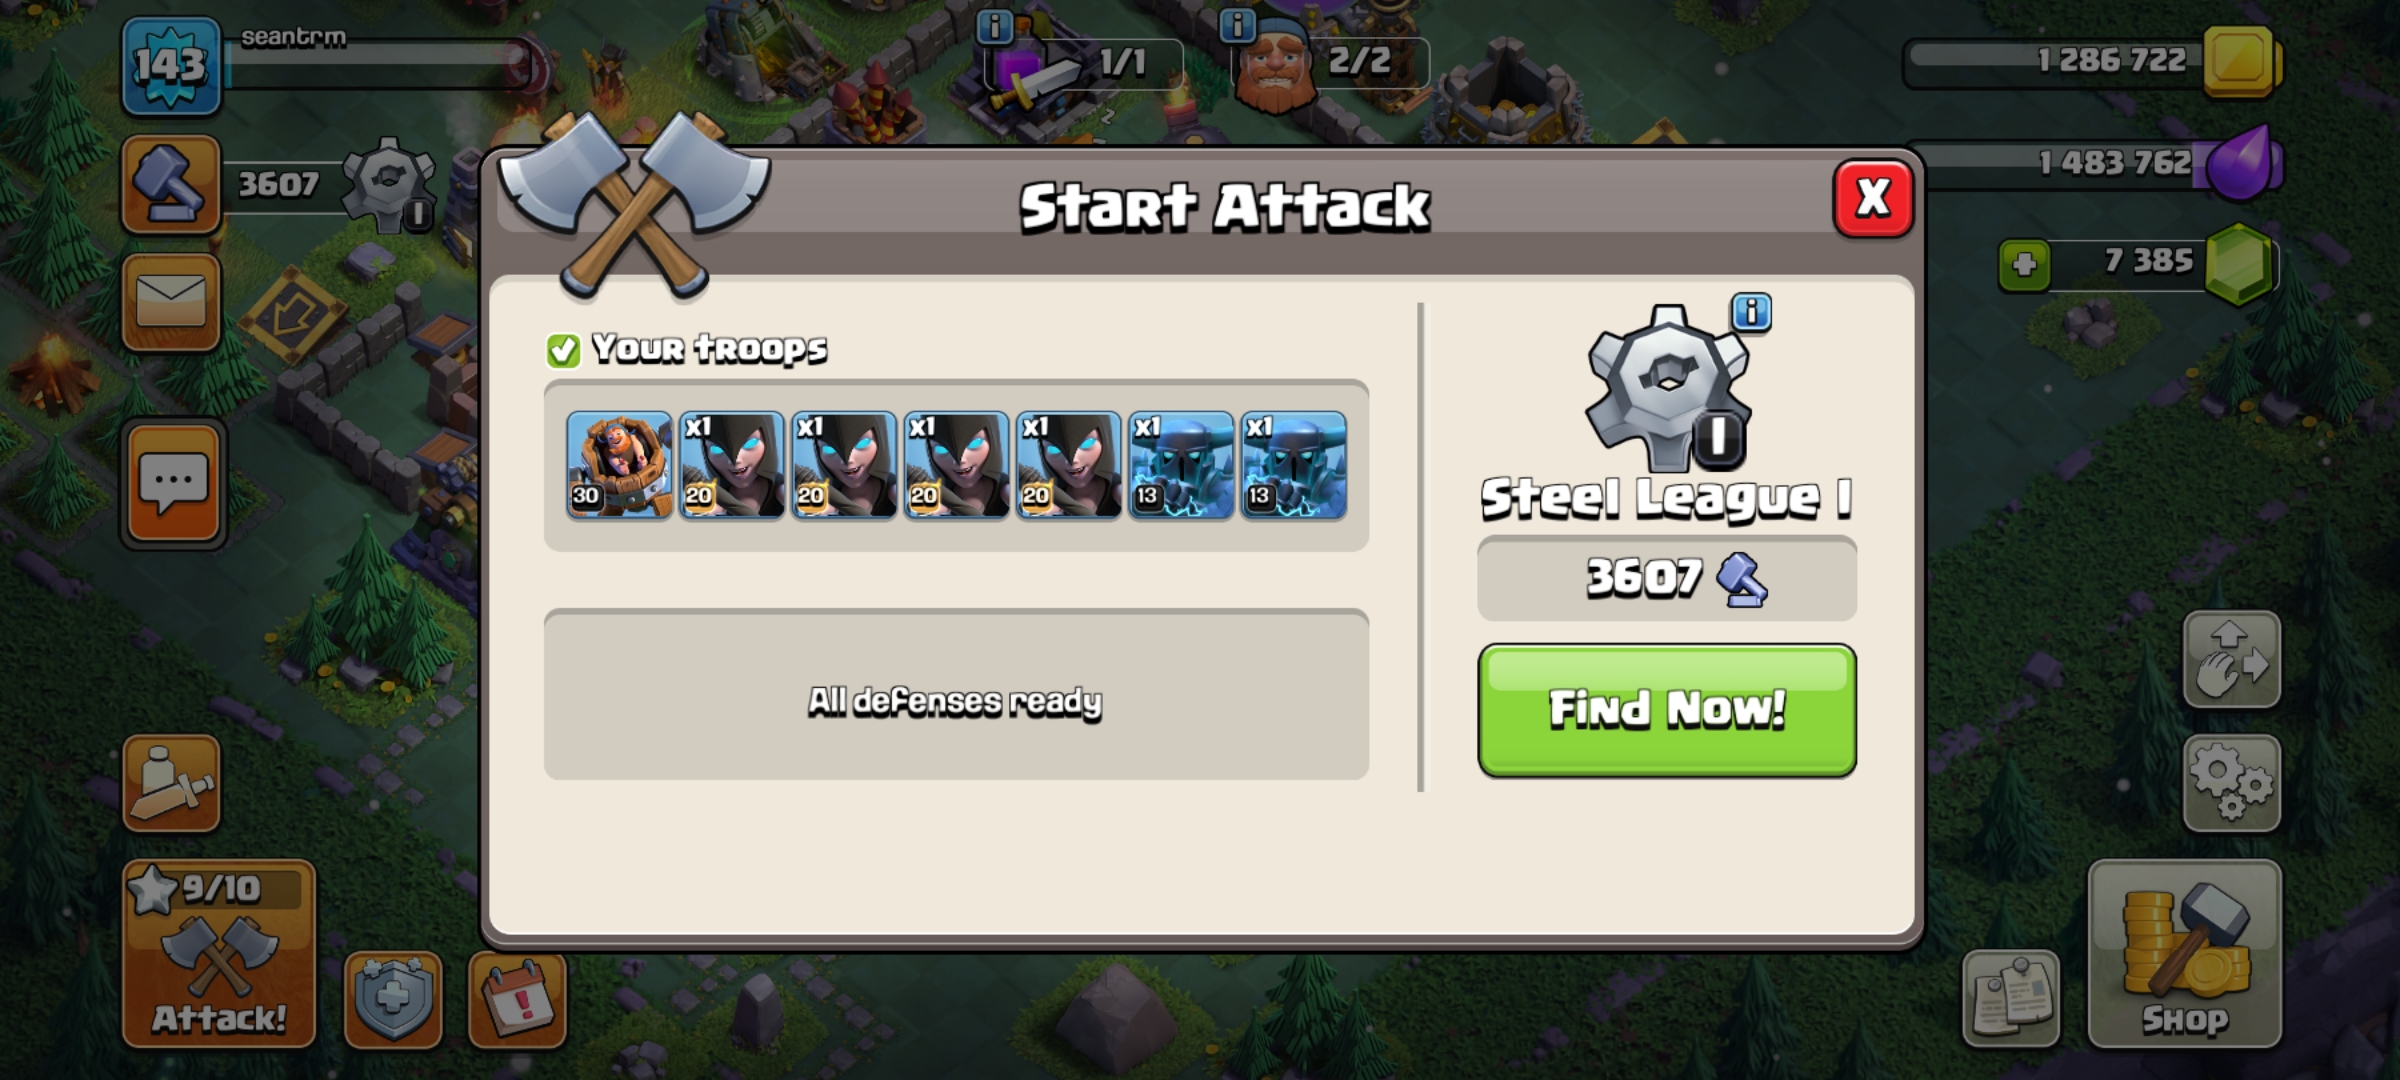 143
seantrm
1/1
2/2
1 286 722
3607
I
1 483 762
7 385
Start Attack
X
Your troops
30
x1
20
x1
20
x1
20
x1
20
x1
13
x1
13
All defenses ready
I
Steel League I
3607
Find Now!
9/10
Attack!
Shop